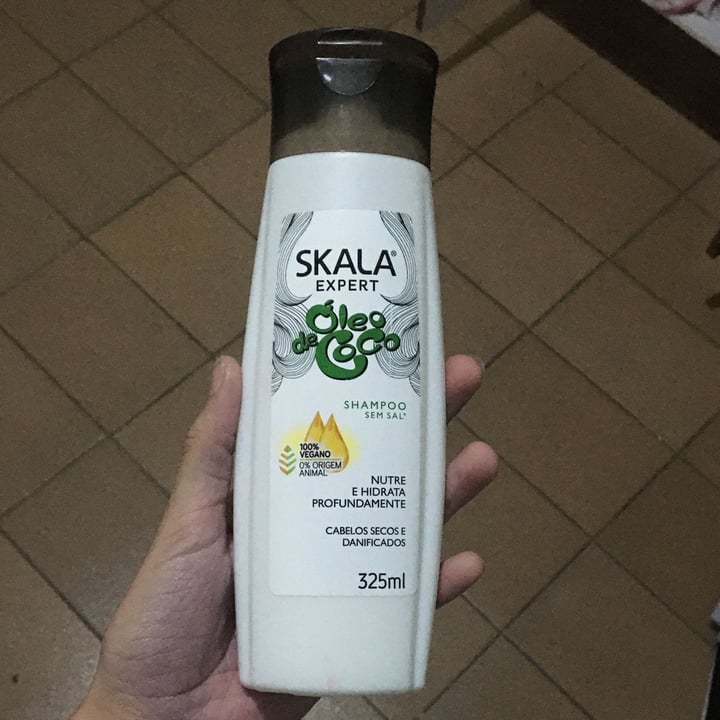 SKALA®
EXPERT
Óleo
de Coco
SHAMPOO
SEM SAL*
100%
VEGANO
0% ORIGEM
ANIMAL
NUTRE
E HIDRATA
PROFUNDAMENTE
CABELOS SECOS E
DANIFICADOS
325ml